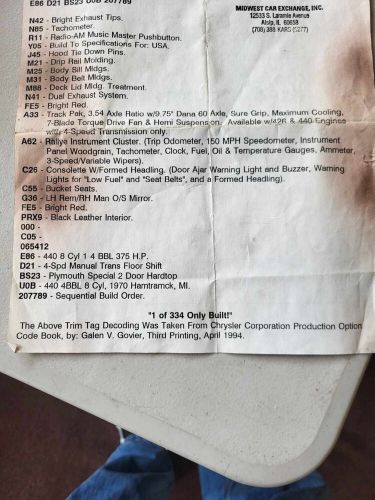 E86 D21 BS23 U0B 207789
MIDWEST CAR EXCHANGE, INC.
12533 S. Laramie Avenue
Alsip, IL 60658
(708) 388 KARS (5277)
N42 - Bright Exhaust Tips.
N85 - Tachometer.
R11 - Radio-AM Music Master Pushbutton.
Y05 - Build To Specifications For: USA.
J45 - Hood Tie Down Pins.
M21 - Drip Rail Molding.
M25 - Body Sill Mldgs.
M31 - Body Belt Mldgs.
M88 - Deck Lid Mldg. Treatment.
N41 - Dual Exhaust System.
FE5 - Bright Red.
A33 - Track Pak, 3.54 Axle Ratio w/9.75" Dana 60 Axle, Sure Grip, Maximum Cooling,
7-Blade Torque Drive Fan & Hemi Suspension. Available w/426 & 440 Engines
with 4-Speed Transmission only.
A62 - Rallye Instrument Cluster. (Trip Odometer, 150 MPH Speedometer, Instrument
Panel Woodgrain, Tachometer, Clock, Fuel, Oil & Temperature Gauges, Ammeter,
3-Speed/Variable Wipers).
C26 - Consolette W/Formed Headling. (Door Ajar Warning Light and Buzzer, Warning
Lights for "Low Fuel" and "Seat Belts", and a Formed Headling).
C55 - Bucket Seats.
G36 - LH Rem/RH Man O/S Mirror.
FE5 - Bright Red.
PRX9 - Black Leather Interior.
000 -
C05 -
065412
E86 - 440 8 Cyl 1 4 BBL 375 H.P.
D21 - 4-Spd Manual Trans Floor Shift
BS23 - Plymouth Special 2 Door Hardtop
U0B - 440 4BBL 8 Cyl, 1970 Hamtramck, MI.
207789 - Sequential Build Order.
"1 of 334 Only Built!"
The Above Trim Tag Decoding Was Taken From Chrysler Corporation Production Option
Code Book, by: Galen V. Govier, Third Printing, April 1994.